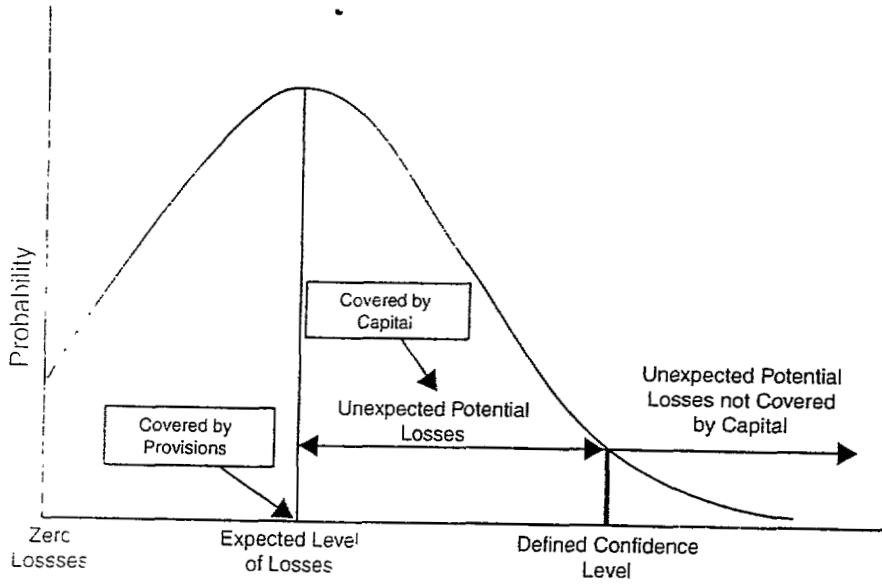 Probability
Covered by
Capital
Unexpected Potential
Losses
Unexpected Potential
Losses not Covered
by Capital
Covered by
Provisions
Zero
Lossses
Expected Level
of Losses
Defined Confidence
Level